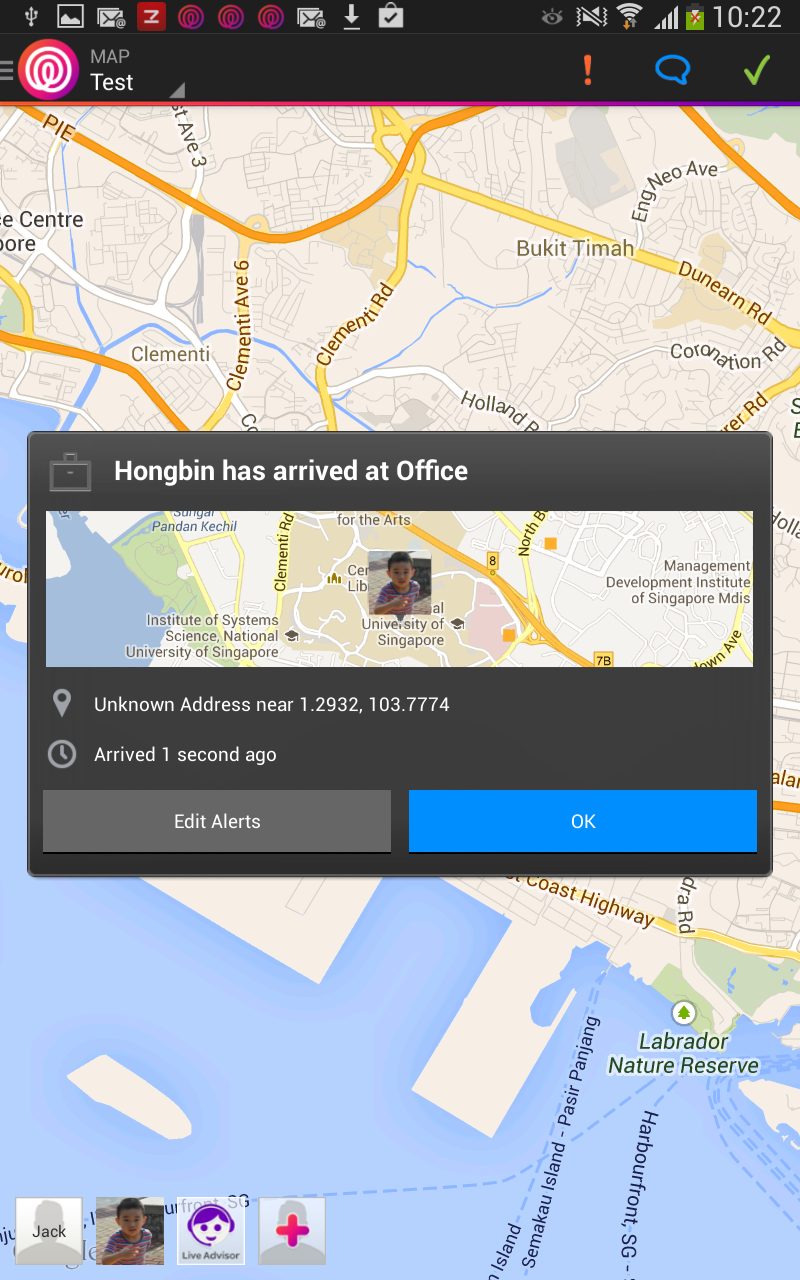 10:22
MAP
Test
PIE
st Ave 3
Eng Neo Ave
ce Centre
pore
Bukit Timah
Dunearn Rd
Clementi Ave 6
Clementi Rd
Clementi
Coronation Rd
Holland R
rer Rd
Hongbin has arrived at Office
Sungai
Pandan Kechil
for the Arts
Clementi Rd
North B
8
Cen
Lib
Management
Development Institute
of Singapore Mdis
Institute of Systems
Science, National
University of Singapore
al
University of
Singapore
7B
down Ave
Unknown Address near 1.2932, 103.7774
Arrived 1 second ago
Edit Alerts
OK
st Coast Highway
dra Rd
Labrador
Nature Reserve
Semakau Island - Pasir Panjang
Harbourfront, SG -
Island
urfront, SG
Jack
Live Advisor